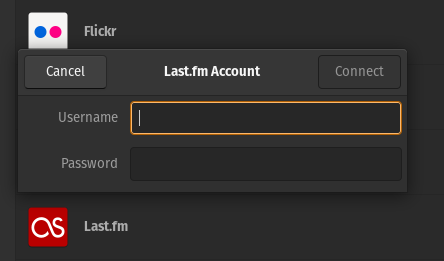 Flickr
Cancel
Last.fm Account
Connect
Username
Password
Last.fm